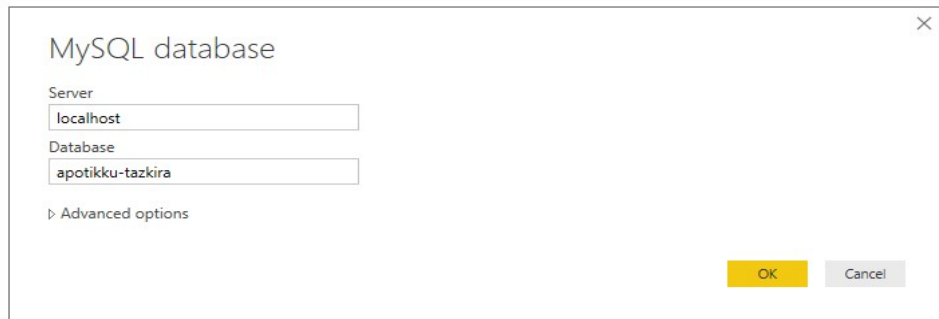 MySQL database
Server
localhost
Database
apotikku-tazkira
Advanced options
OK
Cancel